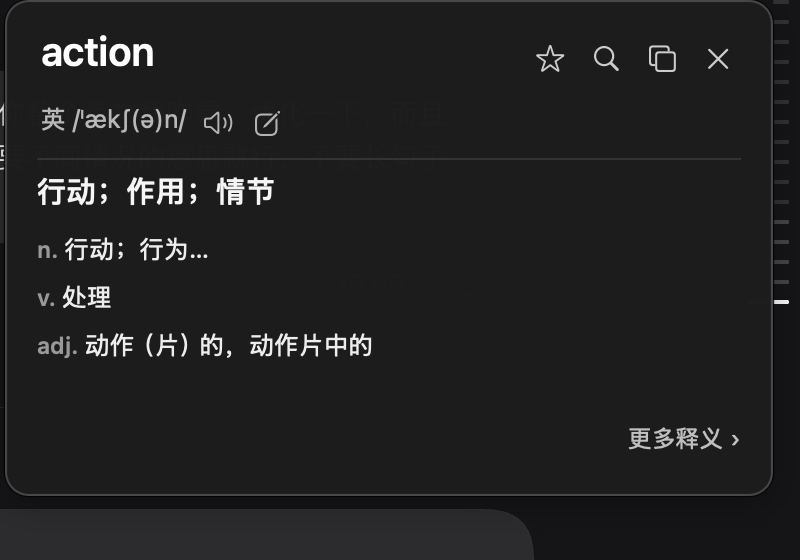 action
英 /ˈækʃ(ə)n/
行动；作用；情节
n. 行动；行为...
v. 处理
adj. 动作（片）的，动作片中的
更多释义 ›